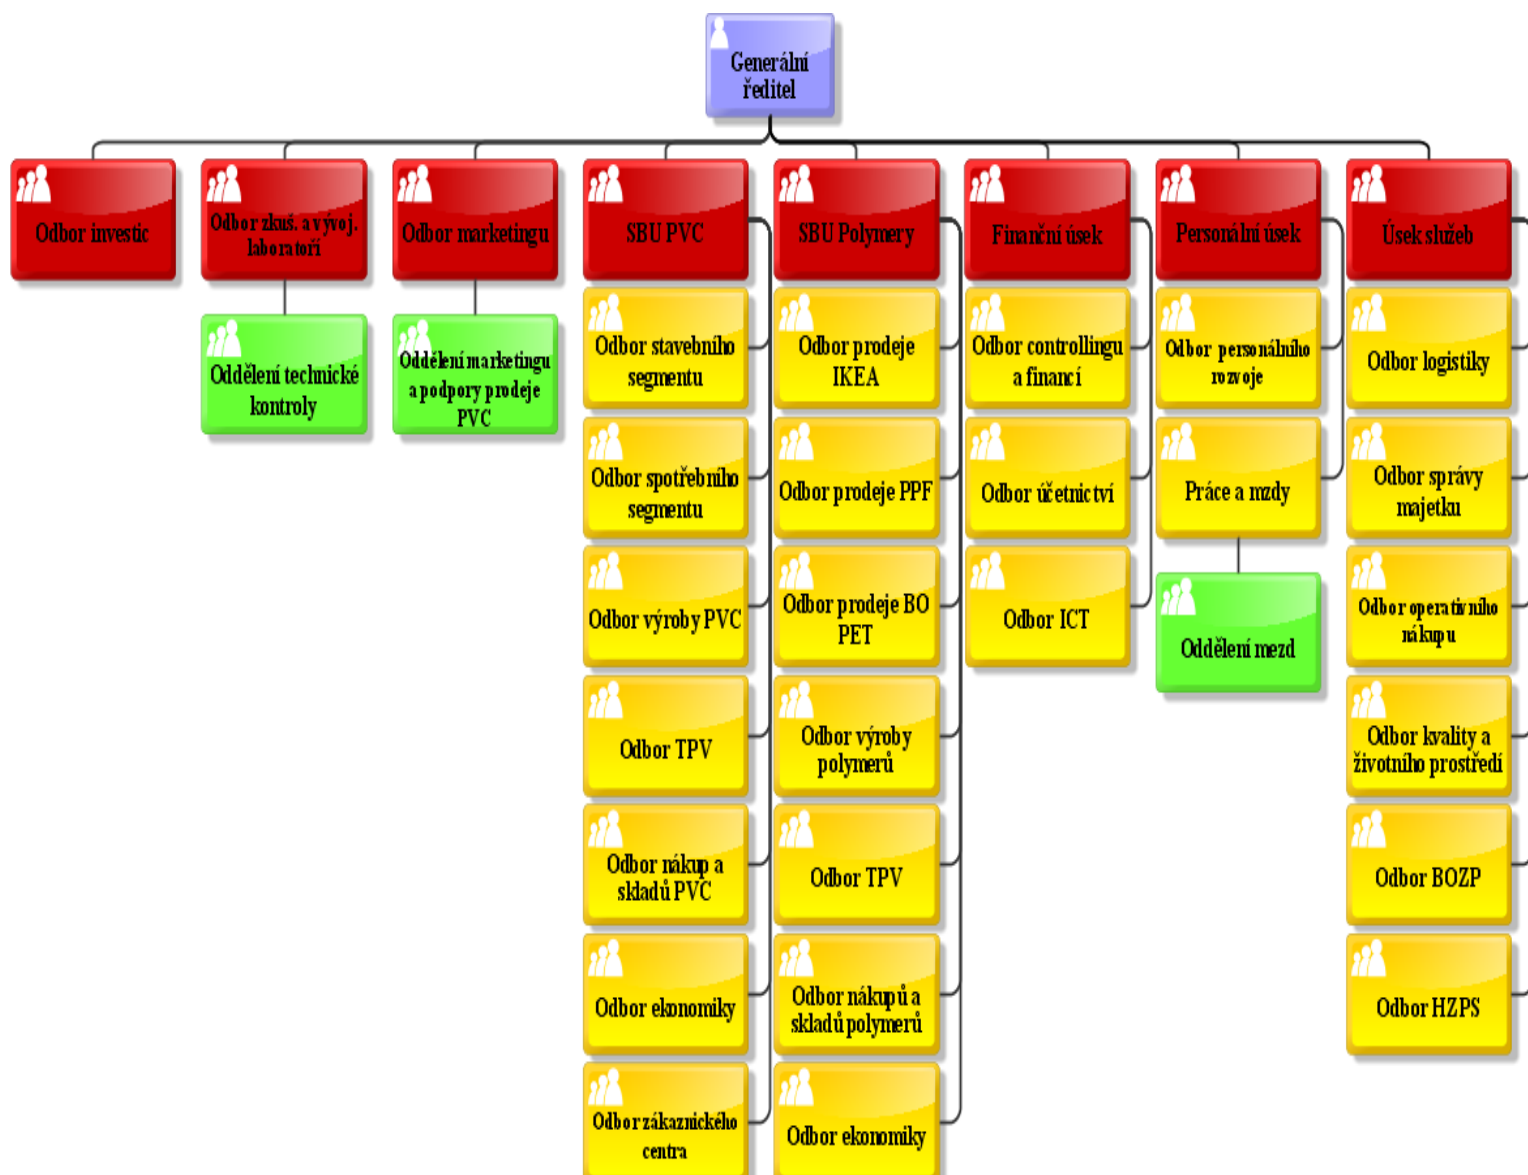 Generální
ředitel
Odbor investic
Odbor zkuš. a vývoj.
laboratoří
Odbor marketingu
SBU PVC
SBU Polymery
Finanční úsek
Personální úsek
Úsek služeb
Oddělení technické
kontroly
Oddělení marketingu
a podpory prodeje
PVC
Odbor stavebního
segmentu
Odbor spotřebního
segmentu
Odbor výroby PVC
Odbor TPV
Odbor nákup a
skladů PVC
Odbor ekonomiky
Odbor zákaznického
centra
Odbor prodeje
IKEA
Odbor prodeje PPF
Odbor prodeje BO
PET
Odbor výroby
polymerů
Odbor TPV
Odbor nákupů a
skladů polymerů
Odbor ekonomiky
Odbor controllingu
a financí
Odbor účetnictví
Odbor ICT
Odbor personálního
rozvoje
Práce a mzdy
Oddělení mezd
Odbor logistiky
Odbor správy
majetku
Odbor operativního
nákupu
Odbor kvality a
životního prostředí
Odbor BOZP
Odbor HZPS